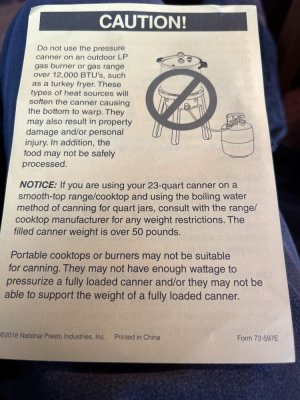 CAUTION!
Do not use the pressure
canner on an outdoor LP
gas burner or gas range
over 12,000 BTU's, such
as a turkey fryer. These
types of heat sources will
soften the canner causing
the bottom to warp. They
may also result in property
damage and/or personal
injury. In addition, the
food may not be safely
processed.
NOTICE: If you are using your 23-quart canner on a
smooth-top range/cooktop and using the boiling water
method of canning for quart jars, consult with the range/
cooktop manufacturer for any weight restrictions. The
filled canner weight is over 50 pounds.
Portable cooktops or burners may not be suitable
for canning. They may not have enough wattage to
pressurize a fully loaded canner and/or they may not be
able to support the weight of a fully loaded canner.
©2018 National Presto Industries, Inc. Printed in China Form 72-597E